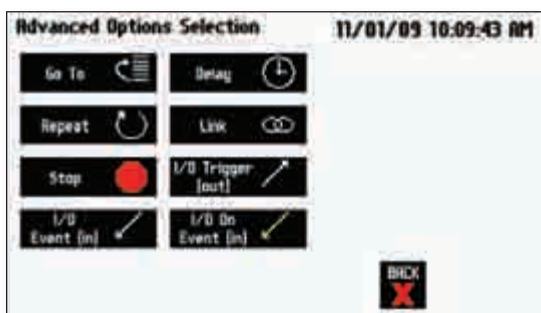 Advanced Options Selection 11/01/09 10:09:43 AM
Go To Delay
Repeat Link
Stop I/O Trigger
[out]
I/O
Event (in) I/O On
Event (in)
BACK